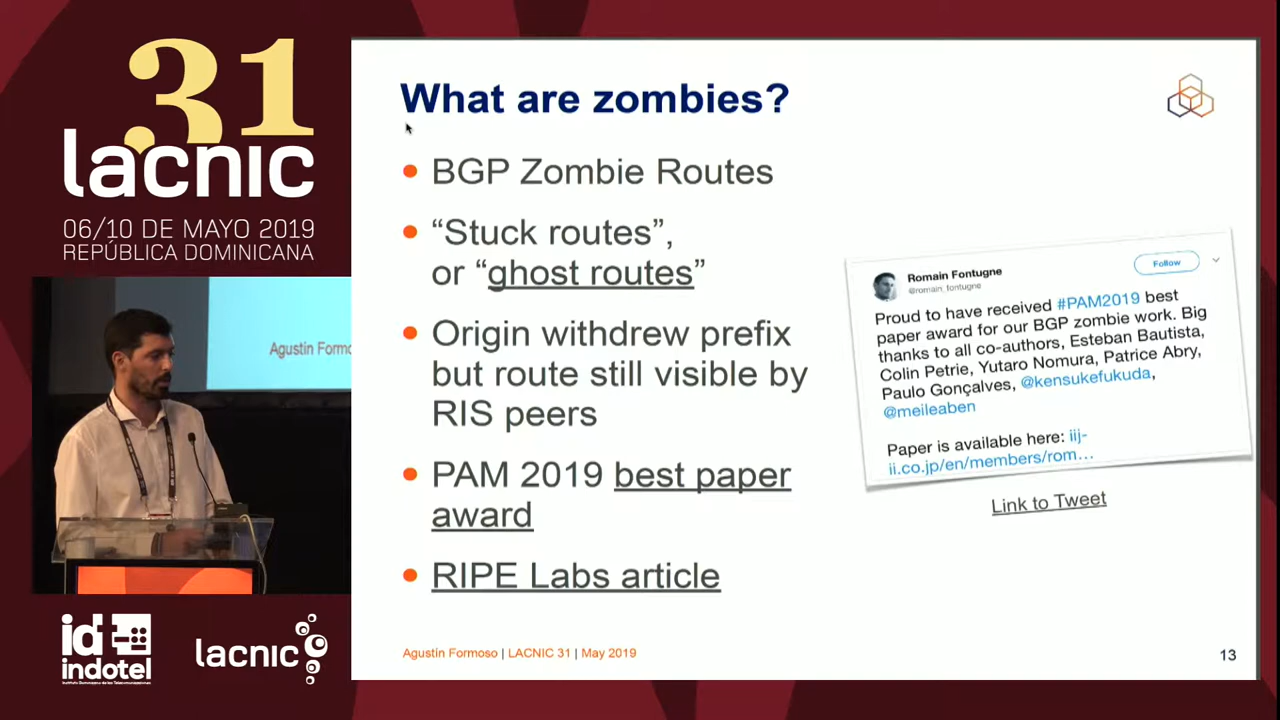 31
lacnic
06/10 DE MAYO 2019
REPÚBLICA DOMINICANA
Agustin Formo
id
indotel
lacnic
What are zombies?
BGP Zombie Routes
“Stuck routes”,
or “ghost routes”
Origin withdrew prefix
but route still visible by
RIS peers
PAM 2019 best paper
award
RIPE Labs article
Romain Fontugne
@romain_fontugne
Follow
Proud to have received #PAM2019 best
paper award for our BGP zombie work. Big
thanks to all co-authors, Esteban Bautista,
Colin Petrie, Yutaro Nomura, Patrice Abry,
Paulo Gonçalves, @kensukefukuda,
@meileaben
Paper is available here: iij-
ii.co.jp/en/members/rom…
Link to Tweet
Agustin Formoso | LACNIC 31 | May 2019
13